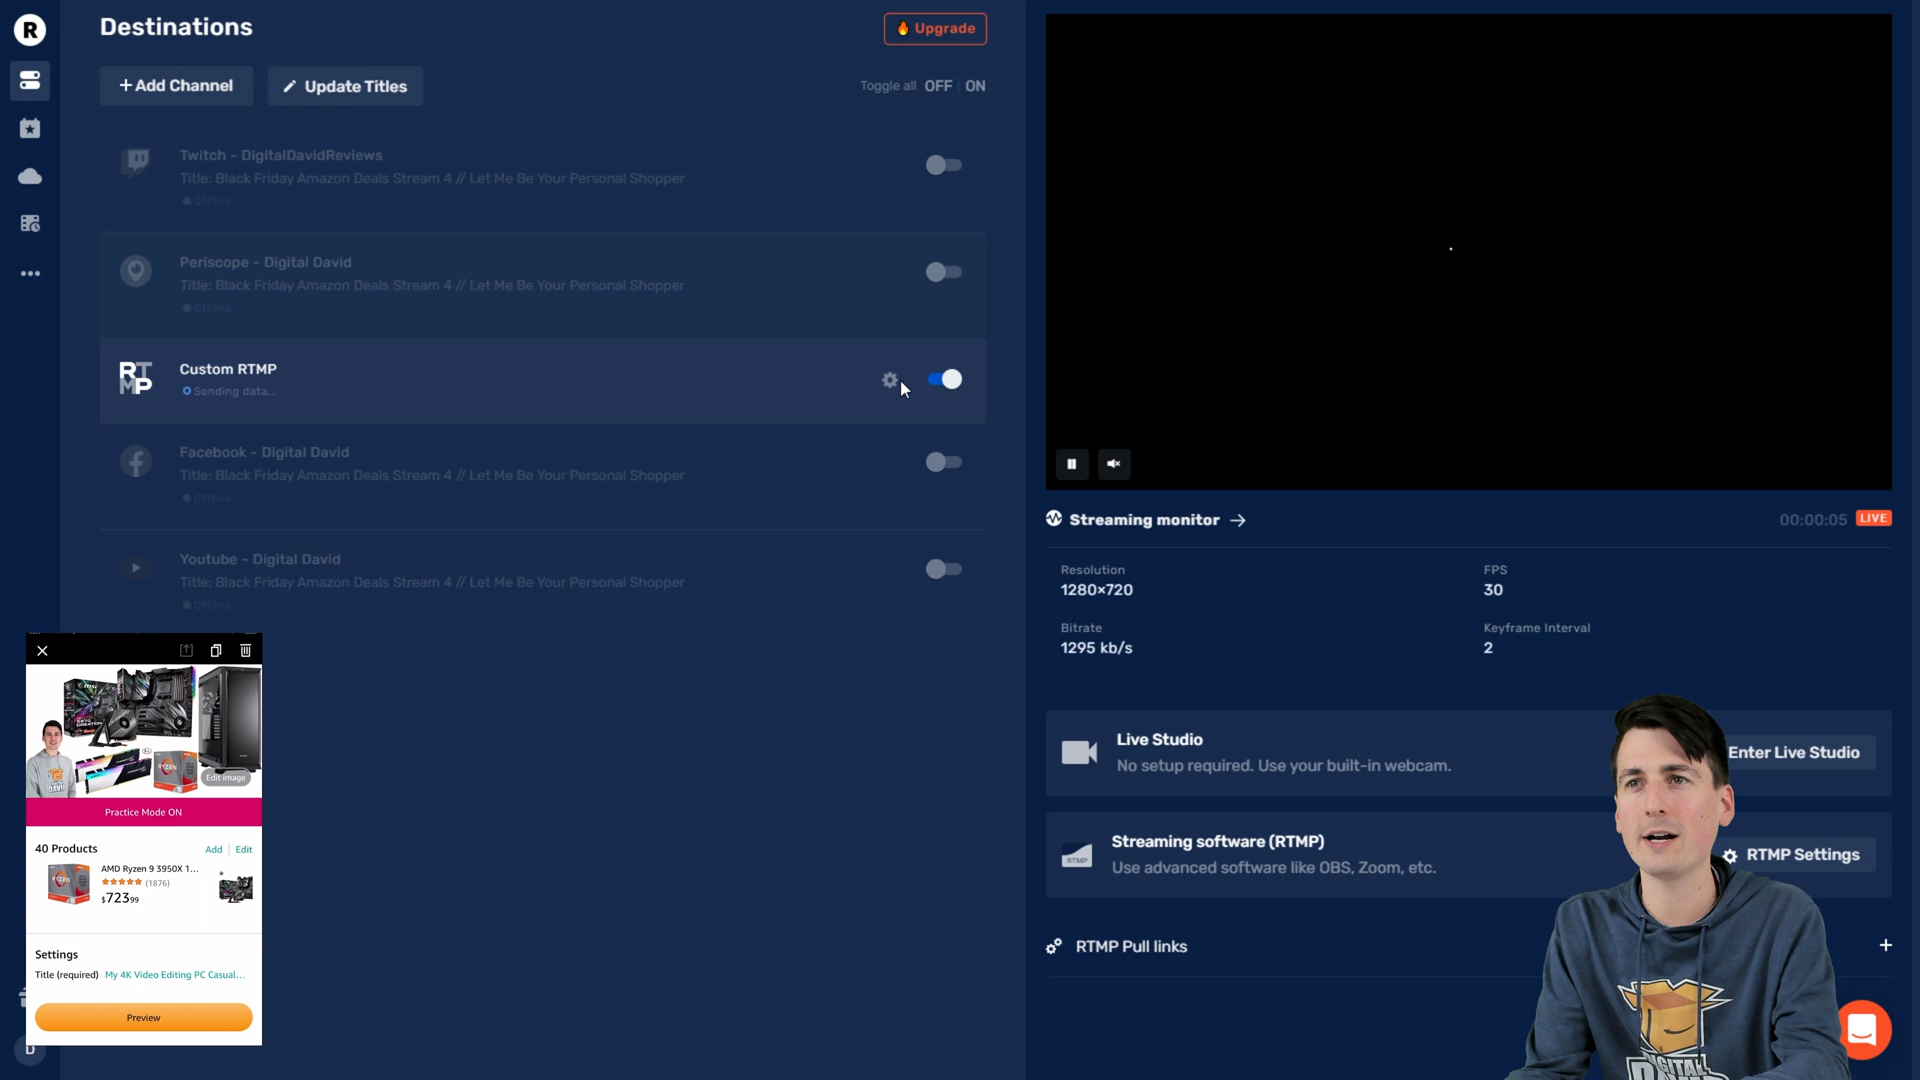 R
Destinations
🔥 Upgrade
+ Add Channel
Update Titles
Toggle all OFF | ON
Twitch - DigitalDavidReviews
Title: Black Friday Amazon Deals Stream 4 // Let Me Be Your Personal Shopper
Offline
Periscope - Digital David
Title: Black Friday Amazon Deals Stream 4 // Let Me Be Your Personal Shopper
Offline
RTMP
Custom RTMP
Sending data...
Facebook - Digital David
Title: Black Friday Amazon Deals Stream 4 // Let Me Be Your Personal Shopper
Offline
Youtube - Digital David
Title: Black Friday Amazon Deals Stream 4 // Let Me Be Your Personal Shopper
Offline
RYZEN
Edit image
Practice Mode ON
40 Products
Add | Edit
AMD Ryzen 9 3950X 1...
(1876)
$723.99
Settings
Title (required) My 4K Video Editing PC Casual...
Preview
D
Streaming monitor →
00:00:05 LIVE
Resolution
1280×720
FPS
30
Bitrate
1295 kb/s
Keyframe Interval
2
Live Studio
No setup required. Use your built-in webcam.
Enter Live Studio
RTMP
Streaming software (RTMP)
Use advanced software like OBS, Zoom, etc.
RTMP Settings
RTMP Pull links
+
DIGITAL